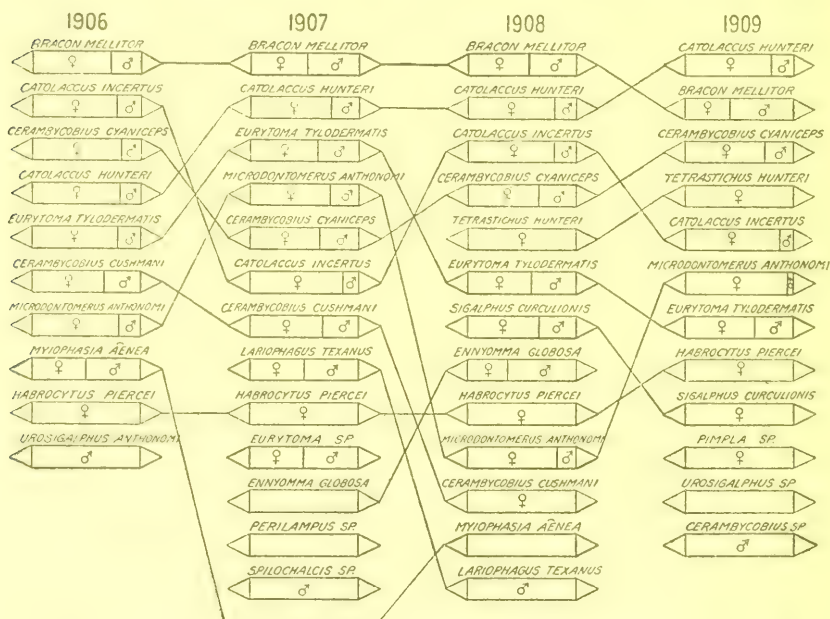 1906
BRACON MELLITOR
♀ ♂
CATOLACCUS INCERTUS
♀ ♂
CERAMBYCOBIUS CYANICEPS
♀ ♂
CATOLACCUS HUNTERI
♀ ♂
EURYTOMA TYLODERMATIS
♀ ♂
CERAMBYCOBIUS CUSHMANI
♀ ♂
MICRODONTOMERUS ANTHONOMI
♀ ♂
MYIOPHASIA AËNEA
♀ ♂
HABROCYTUS PIERCEI
♀
UROSIGALPHUS ANTHONOMI
♂
1907
BRACON MELLITOR
♀ ♂
CATOLACCUS HUNTERI
♀ ♂
EURYTOMA TYLODERMATIS
♀ ♂
MICRODONTOMERUS ANTHONOMI
♀ ♂
CERAMBYCOBIUS CYANICEPS
♀ ♂
CATOLACCUS INCERTUS
♀ ♂
CERAMBYCOBIUS CUSHMANI
♀ ♂
LARIOPHAGUS TEXANUS
♀ ♂
HABROCYTUS PIERCEI
♀
EURYTOMA SP.
♀ ♂
ENNYOMMA GLOBOSA
PERILAMPUS SP.
SPILOCHALCIS SP.
♂
1908
BRACON MELLITOR
♀ ♂
CATOLACCUS HUNTERI
♀ ♂
CATOLACCUS INCERTUS
♀ ♂
CERAMBYCOBIUS CYANICEPS
♀ ♂
TETRASTICHUS HUNTERI
♀
EURYTOMA TYLODERMATIS
♀ ♂
SIGALPHUS CURCULIONIS
♀ ♂
ENNYOMMA GLOBOSA
♀ ♂
HABROCYTUS PIERCEI
♀
MICRODONTOMERUS ANTHONOMI
♀ ♂
CERAMBYCOBIUS CUSHMANI
♀
MYIOPHASIA AËNEA
LARIOPHAGUS TEXANUS
♂
1909
CATOLACCUS HUNTERI
♀ ♂
BRACON MELLITOR
♀ ♂
CERAMBYCOBIUS CYANICEPS
♀ ♂
TETRASTICHUS HUNTERI
♀
CATOLACCUS INCERTUS
♀ ♂
MICRODONTOMERUS ANTHONOMI
♀ ♂
EURYTOMA TYLODERMATIS
♀ ♂
HABROCYTUS PIERCEI
♀
SIGALPHUS CURCULIONIS
♀
PIMPLA SP.
♀
UROSIGALPHUS SP
CERAMBYCOBIUS SP
♂